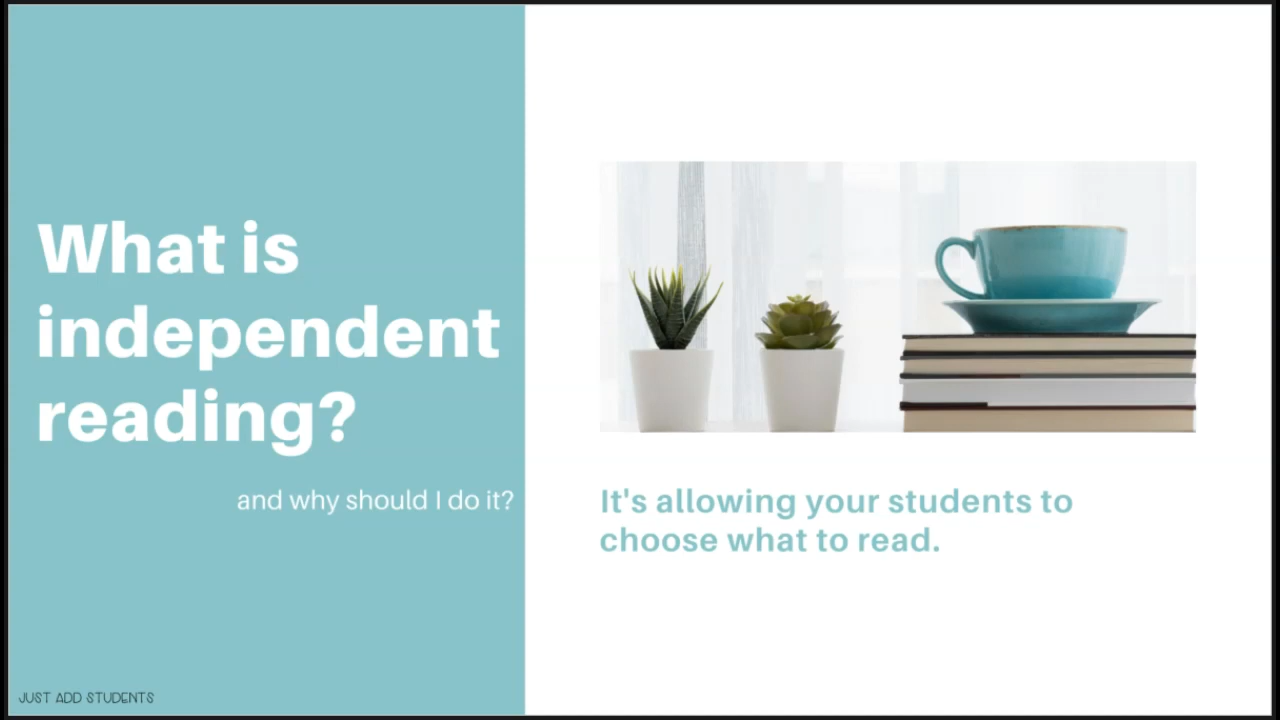 What is
independent
reading?
and why should I do it?
It's allowing your students to
choose what to read.
JUST ADD STUDENTS